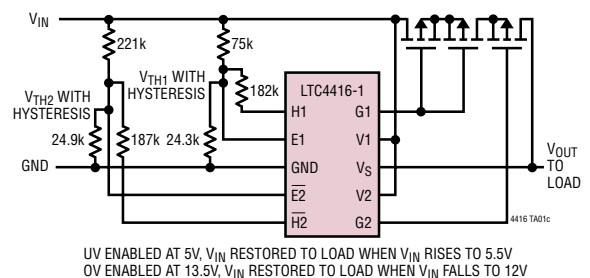 VIN
221k
75k
VTH1 WITH
HYSTERESIS
182k
VTH2 WITH
HYSTERESIS
24.9k
187k
24.3k
GND
LTC4416-1
H1
G1
E1
V1
GND
VS
E2
V2
H2
G2
VOUT
TO
LOAD
4416 TA01c
UV ENABLED AT 5V, VIN RESTORED TO LOAD WHEN VIN RISES TO 5.5V
OV ENABLED AT 13.5V, VIN RESTORED TO LOAD WHEN VIN FALLS TO 12V